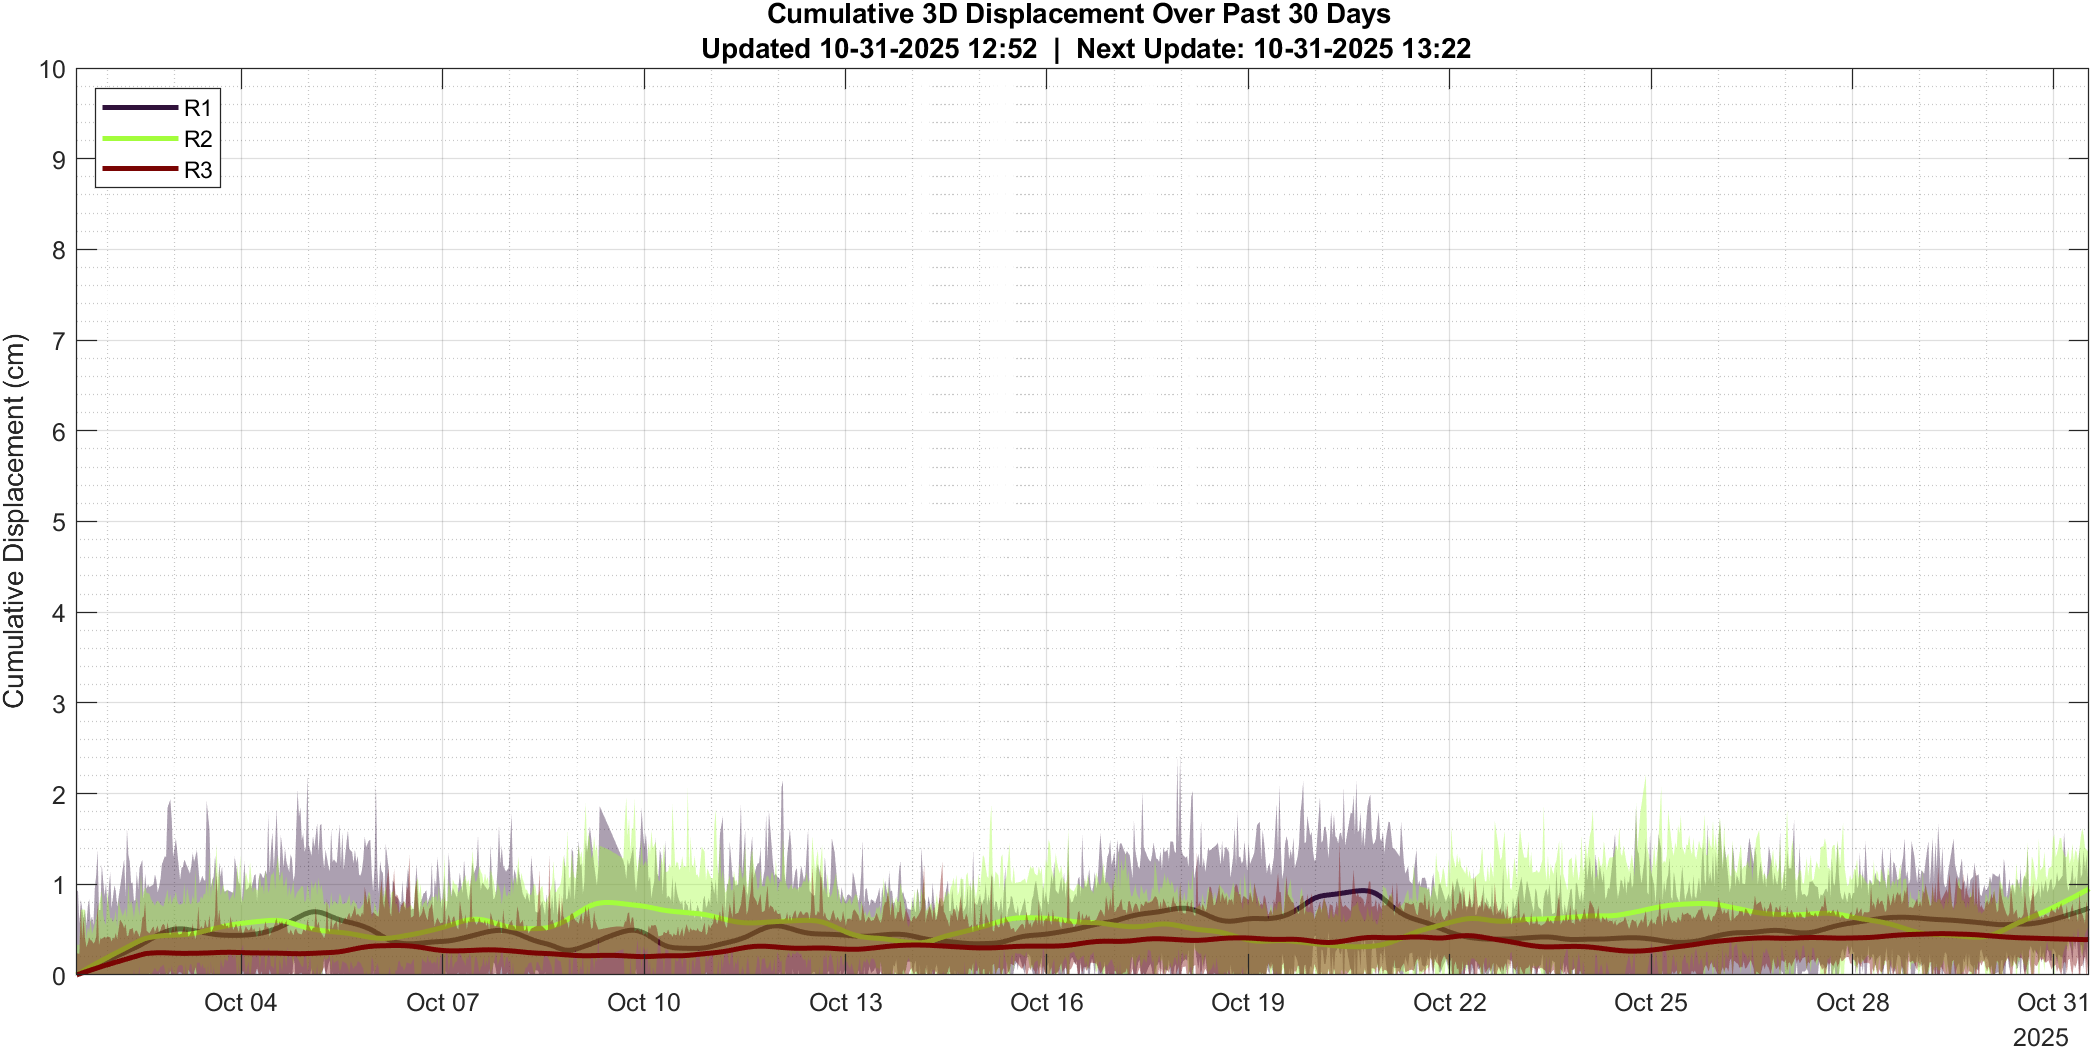 Cumulative 3D Displacement Over Past 30 Days
Updated 10-31-2025 12:52 | Next Update: 10-31-2025 13:22
R1
R2
R3
Cumulative Displacement (cm)
10
9
8
7
6
5
4
3
2
1
0
Oct 04 Oct 07 Oct 10 Oct 13 Oct 16 Oct 19 Oct 22 Oct 25 Oct 28 Oct 31
2025